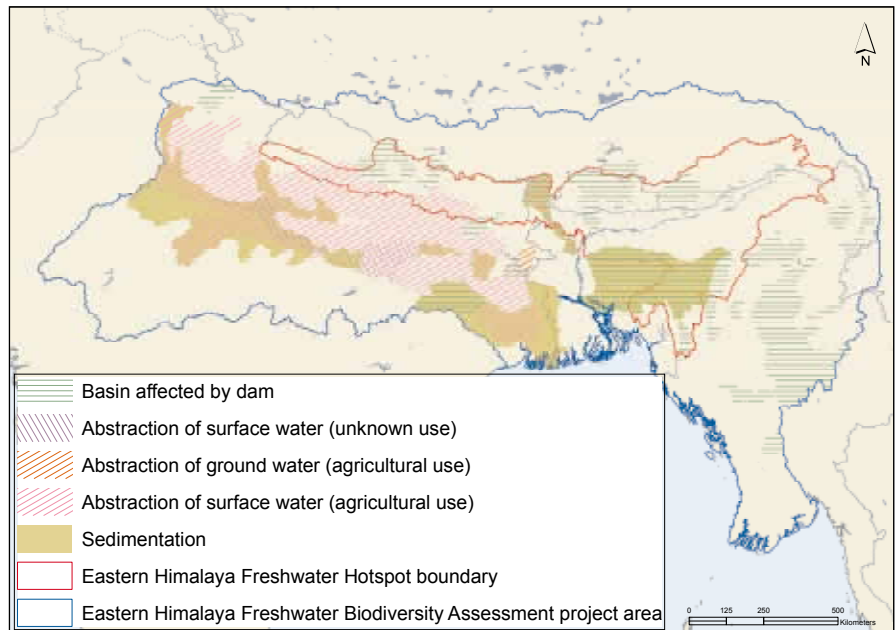 N
Basin affected by dam
Abstraction of surface water (unknown use)
Abstraction of ground water (agricultural use)
Abstraction of surface water (agricultural use)
Sedimentation
Eastern Himalaya Freshwater Hotspot boundary
Eastern Himalaya Freshwater Biodiversity Assessment project area
0 125 250 500
Kilometers